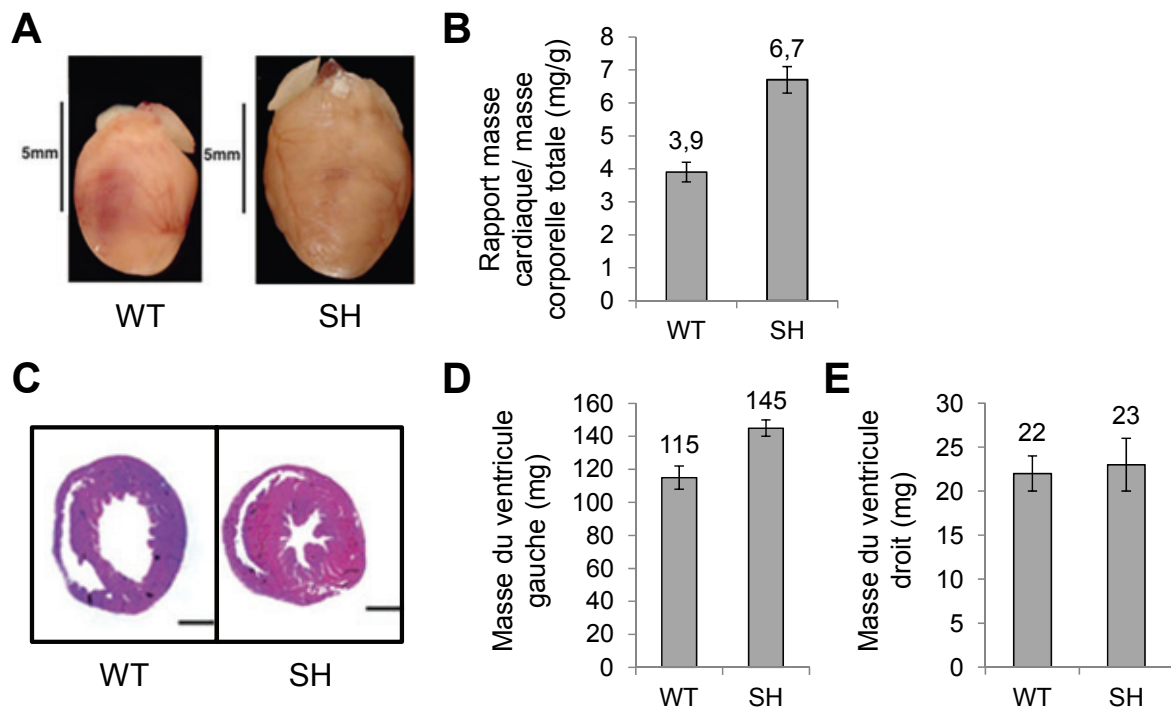 A
5mm
5mm
WT
SH
B
Rapport masse
cardiaque/ masse
corporelle totale (mg/g)
8
7
6
5
4
3
2
1
0
3,9
6,7
WT
SH
C
WT
SH
D
Masse du ventricule
gauche (mg)
160
140
120
100
80
60
40
20
0
115
145
WT
SH
E
Masse du ventricule
droit (mg)
30
25
20
15
10
5
0
22
23
WT
SH